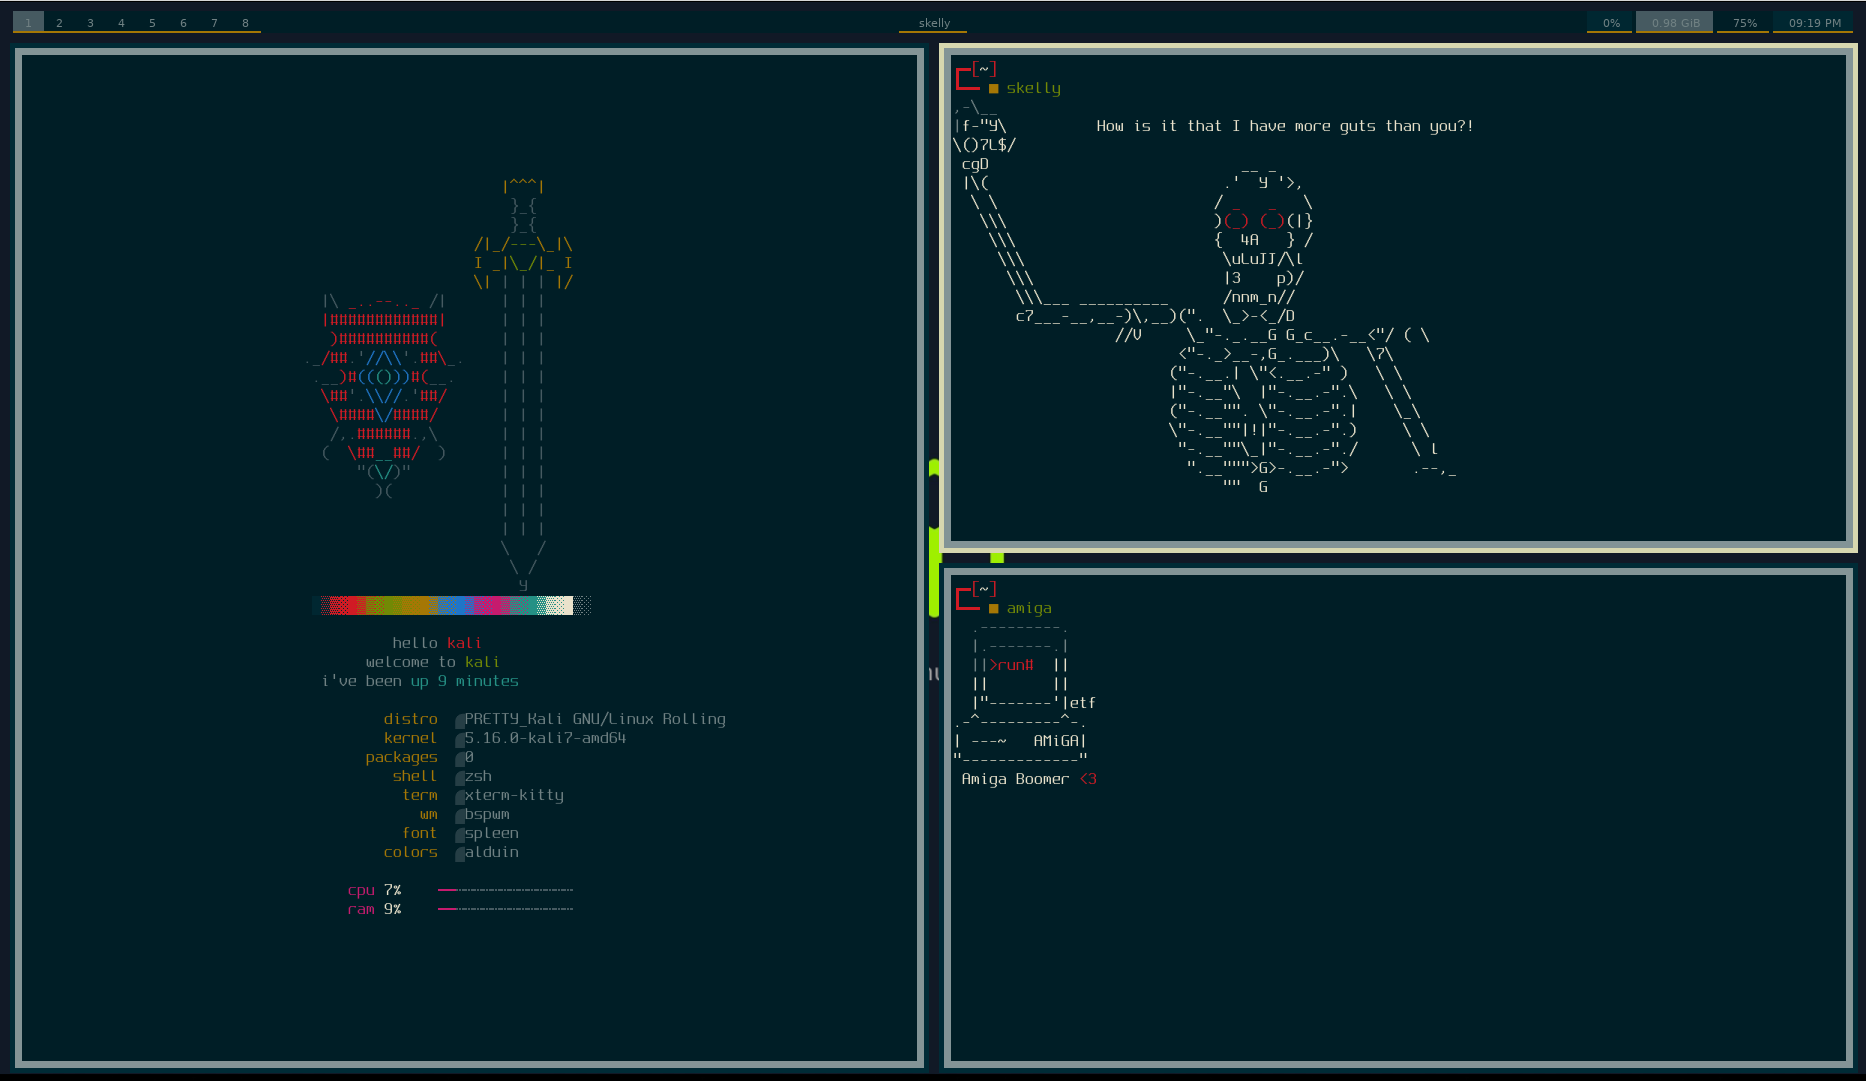 1 2 3 4 5 6 7 8
skelly
0% 0.98 GiB 75% 09:19 PM
hello kali
welcome to kali
i've been up 9 minutes
distro PRETTY_Kali GNU/Linux Rolling
kernel 5.16.0-kali7-amd64
packages 0
shell zsh
term xterm-kitty
wm bspwm
font spleen
colors alduin
cpu 7%
ram 9%
[~]
skelly
How is it that I have more guts than you?!
[~]
amiga
>run#
etf
AMiGA
Amiga Boomer <3